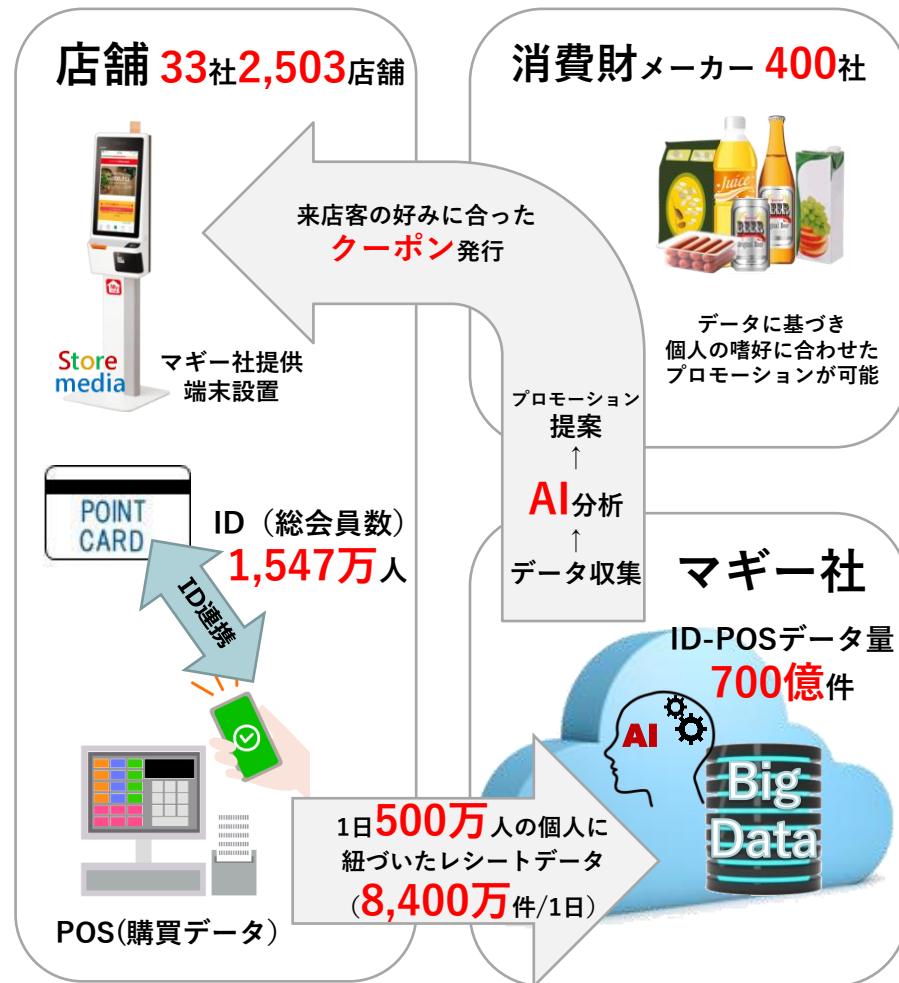 店舗 33社2,503店舗
来店客の好みに合った
クーポン発行
Store
media
マギー社提供
端末設置
POINT
CARD
ID（総会員数）
1,547万人
ID連携
POS(購買データ）
1日500万人の個人に
紐づいたレシートデータ
（8,400万件/1日）
消費財メーカー 400社
Juice
BEER
BEER
データに基づき
個人の嗜好に合わせた
プロモーションが可能
プロモーション
提案
↑
AI分析
↑
データ収集
マギー社
ID-POSデータ量
700億件
AI
Big
Data